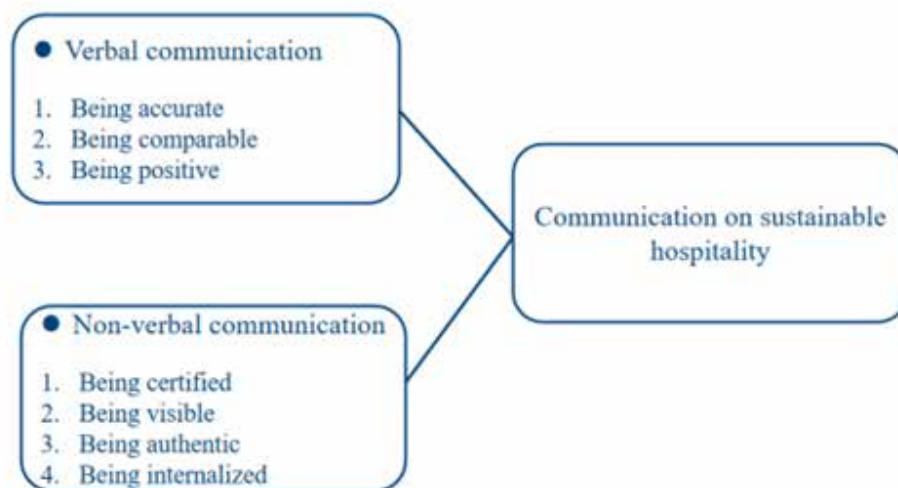 ● Verbal communication
1. Being accurate
2. Being comparable
3. Being positive
Communication on sustainable
hospitality
● Non-verbal communication
1. Being certified
2. Being visible
3. Being authentic
4. Being internalized